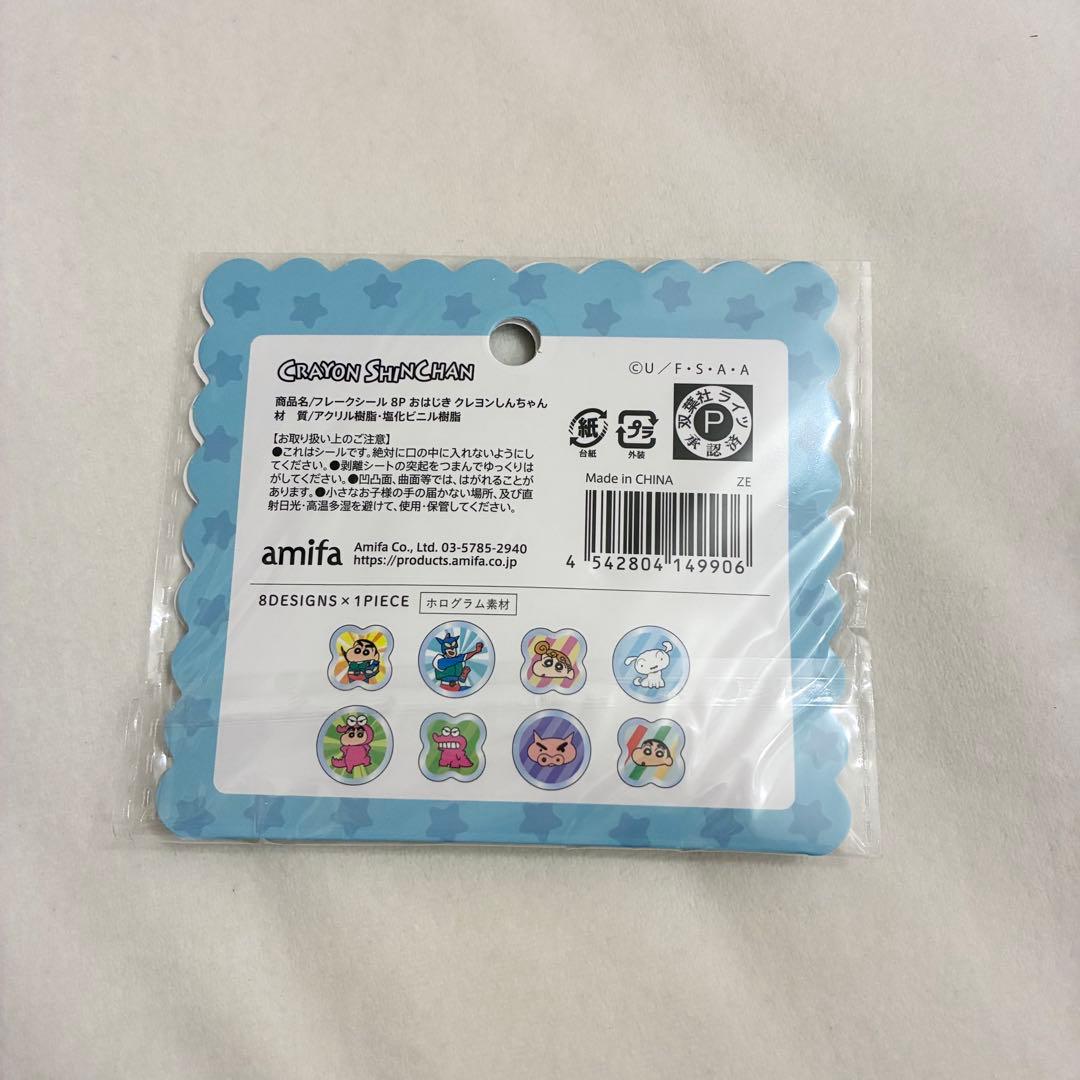 CRAYON SHINCHAN
©U／F・S・A・A
商品名/フレークシール 8P おはじき クレヨンしんちゃん
材　質/アクリル樹脂・塩化ビニル樹脂
【お取り扱い上のご注意】
●これはシールです。絶対に口の中に入れないようにし
てください。●剥離シートの突起をつまんでゆっくりは
がしてください。●凹凸面、曲面等では、はがれることが
あります。●小さなお子様の手の届かない場所、及び直
射日光・高温多湿を避けて、使用・保管してください。
紙
台紙
プラ
外装
双葉社ライツ
P
承認済
Made in CHINA
ZE
4 542804 149906
amifa
Amifa Co., Ltd. 03-5785-2940
https://products.amifa.co.jp
8DESIGNS×1PIECE
ホログラム素材